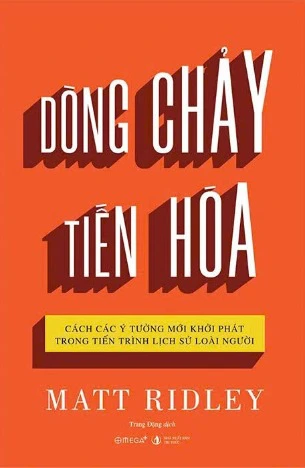 DÒNG CHẢY
TIẾN HÓA
CÁCH CÁC Ý TƯỞNG MỚI KHỞI PHÁT
TRONG TIẾN TRÌNH LỊCH SỬ LOÀI NGƯỜI
MATT RIDLEY
Trang Đặng dịch
OMEGA+